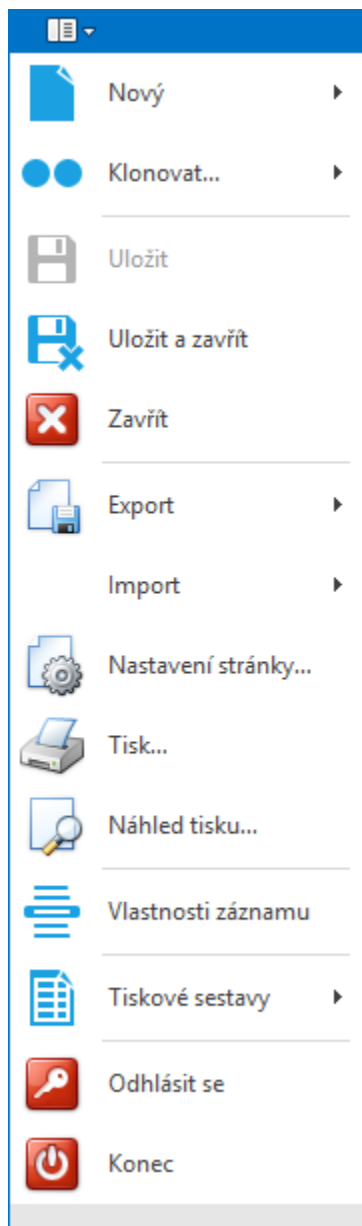 Nový
Klonovat...
Uložit
Uložit a zavřít
Zavřít
Export
Import
Nastavení stránky...
Tisk...
Náhled tisku...
Vlastnosti záznamu
Tiskové sestavy
Odhlásit se
Konec